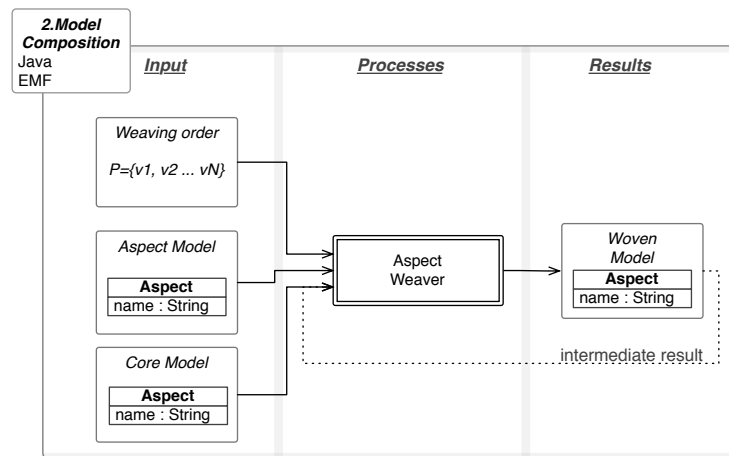 2.Model
Composition
Java
EMF
Input
Processes
Results
Weaving order
P={v1, v2 ... vN}
Aspect Model
Aspect
name : String
Core Model
Aspect
name : String
Aspect
Weaver
Woven
Model
Aspect
name : String
intermediate result